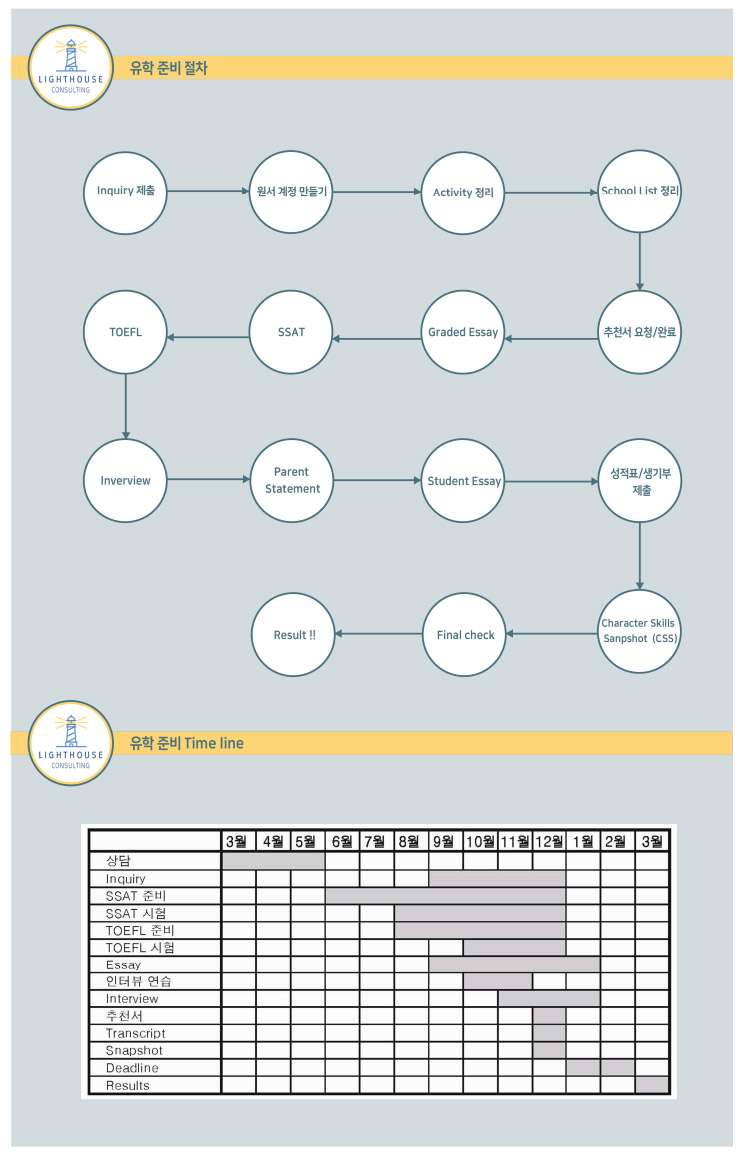 LIGHTHOUSE
CONSULTING
유학 준비 절차
Inquiry 제출
원서 계정 만들기
Activity 정리
School List 정리
TOEFL
SSAT
Graded Essay
추천서 요청/완료
Inverview
Parent
Statement
Student Essay
성적표/생기부
제출
Result !!
Final check
Character Skills
Sanpshot (CSS)
LIGHTHOUSE
CONSULTING
유학 준비 Time line
3월 4월 5월 6월 7월 8월 9월 10월 11월 12월 1월 2월 3월
상담
Inquiry
SSAT 준비
SSAT 시험
TOEFL 준비
TOEFL 시험
Essay
인터뷰 연습
Interview
추천서
Transcript
Snapshot
Deadline
Results